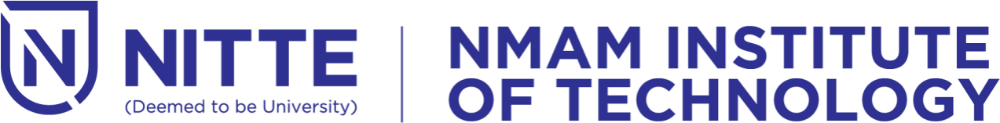 N NITTE
(Deemed to be University)
NMAM INSTITUTE
OF TECHNOLOGY